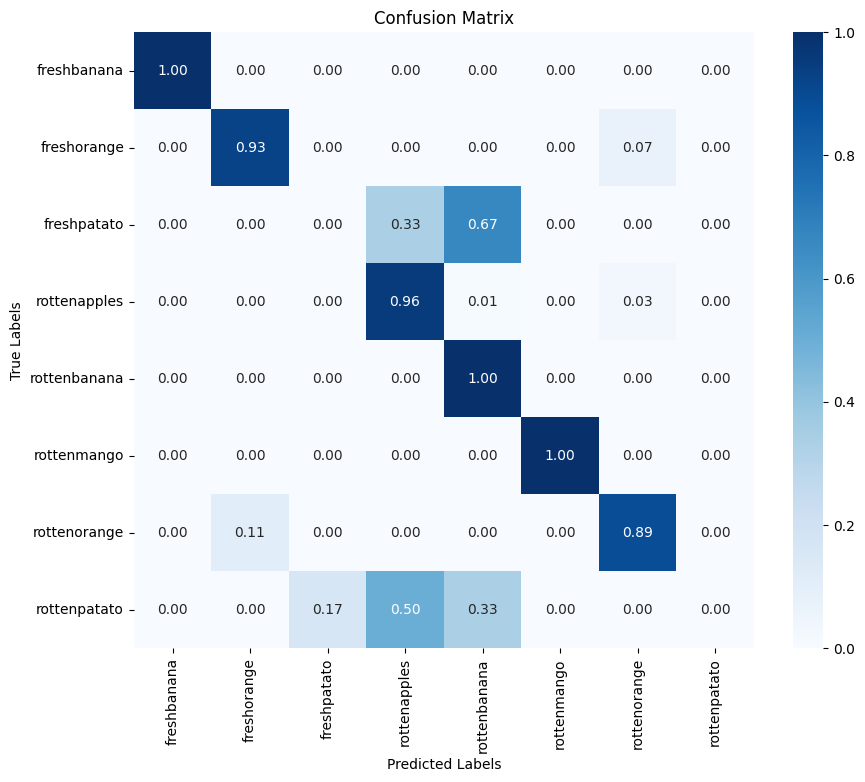 Confusion Matrix
True Labels
freshbanana 1.00 0.00 0.00 0.00 0.00 0.00 0.00 0.00
freshorange 0.00 0.93 0.00 0.00 0.00 0.00 0.07 0.00
freshpatato 0.00 0.00 0.00 0.33 0.67 0.00 0.00 0.00
rottenapples 0.00 0.00 0.00 0.96 0.01 0.00 0.03 0.00
rottenbanana 0.00 0.00 0.00 0.00 1.00 0.00 0.00 0.00
rottenmango 0.00 0.00 0.00 0.00 0.00 1.00 0.00 0.00
rottenorange 0.00 0.11 0.00 0.00 0.00 0.00 0.89 0.00
rottenpatato 0.00 0.00 0.17 0.50 0.33 0.00 0.00 0.00
freshbanana
freshorange
freshpatato
rottenapples
rottenbanana
rottenmango
rottenorange
rottenpatato
Predicted Labels
1.0
0.8
0.6
0.4
0.2
0.0